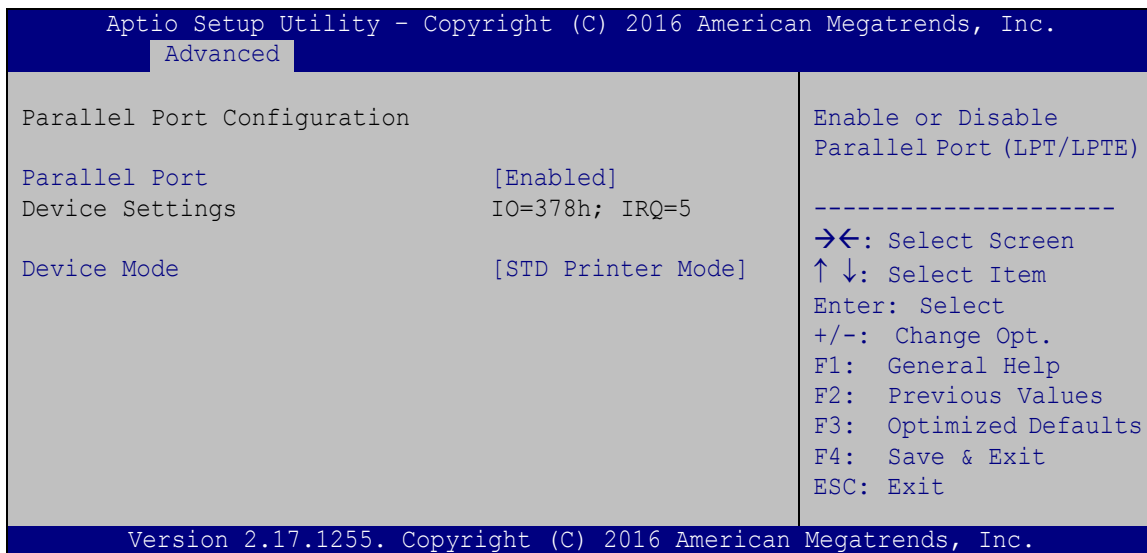 Aptio Setup Utility – Copyright (C) 2016 American Megatrends, Inc.
Advanced
Parallel Port Configuration
Parallel Port [Enabled]
Device Settings IO=378h; IRQ=5
Device Mode [STD Printer Mode]
Enable or Disable
Parallel Port (LPT/LPTE)
---------------------
→←: Select Screen
↑ ↓: Select Item
Enter: Select
+/-: Change Opt.
F1: General Help
F2: Previous Values
F3: Optimized Defaults
F4: Save & Exit
ESC: Exit
Version 2.17.1255. Copyright (C) 2016 American Megatrends, Inc.